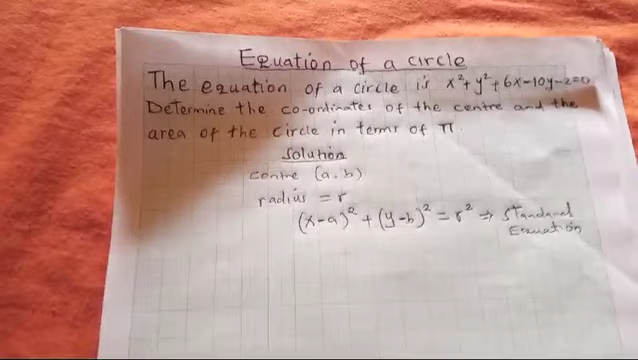 Equation of a circle
The equation of a circle is x²+y²+6x-10y-2=0
Determine the co-ordinates of the centre and the
area of the circle in terms of π.
Solution
centre (a,b)
radius = r
(x-a)² + (y-b)² = r² ⇒ standard
Equation